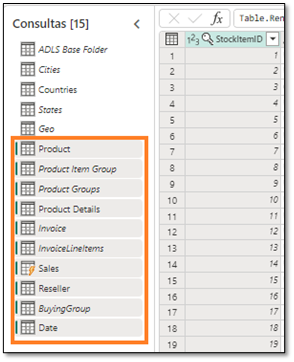 Consultas [15]
Table.Ren
ADLS Base Folder
Cities
Countries
States
Geo
Product
Product Item Group
Product Groups
Product Details
Invoice
InvoiceLineItems
Sales
Reseller
BuyingGroup
Date
1²3 StockItemID
1 1
2 2
3 3
4 4
5 5
6 6
7 7
8 8
9 9
10 10
11 11
12 12
13 13
14 14
15 15
16 16
17 17
18 18
19 19